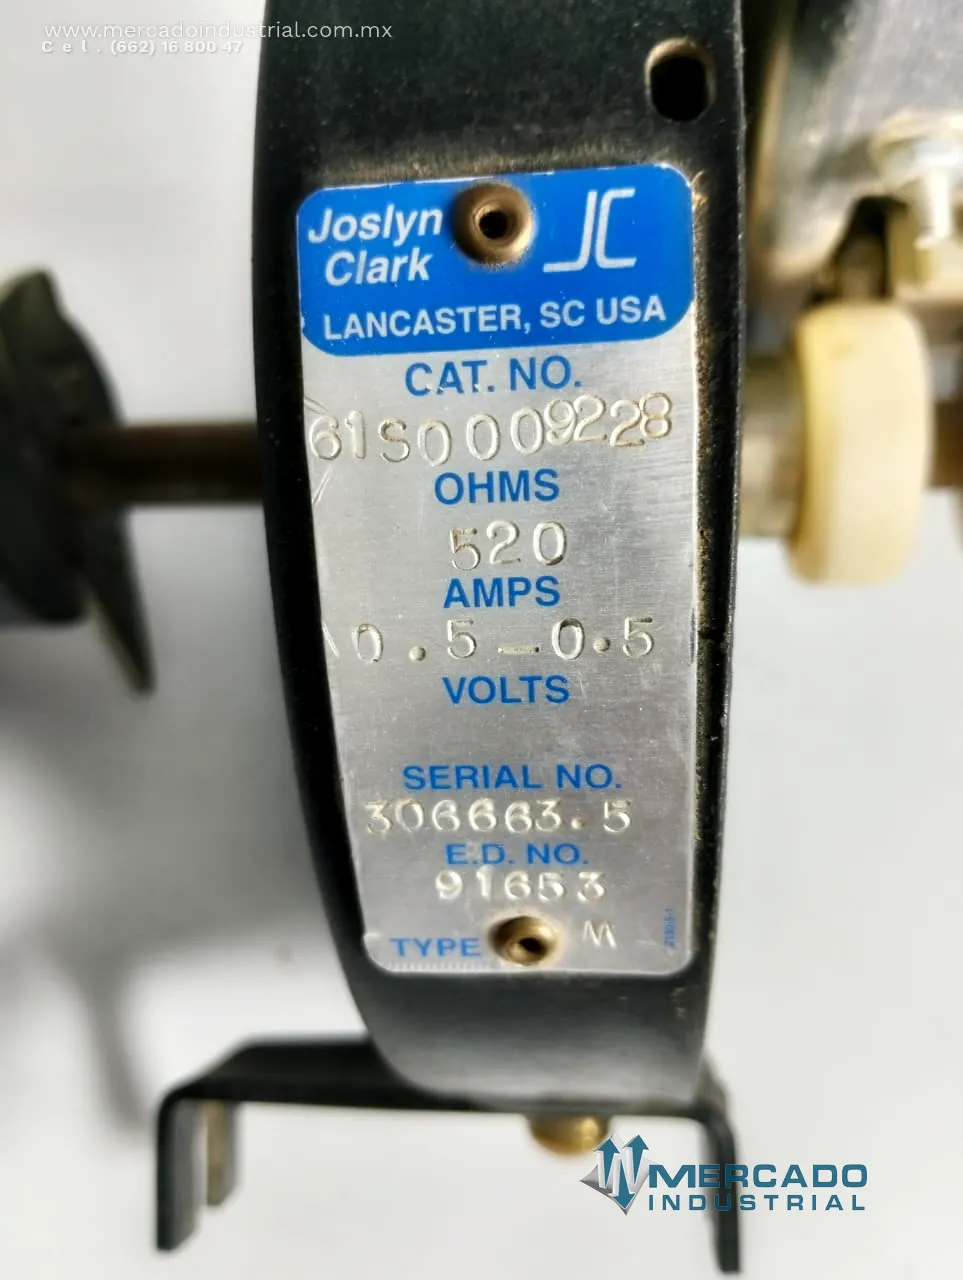 www.mercadoindustrial.com.mx
Cel. (662) 16 800 47
Joslyn
Clark
JC
LANCASTER, SC USA
CAT. NO.
61S0009228
OHMS
520
AMPS
0.5-0.5
VOLTS
SERIAL NO.
306663.5
E.D. NO.
91653
TYPE M
MERCADO
INDUSTRIAL